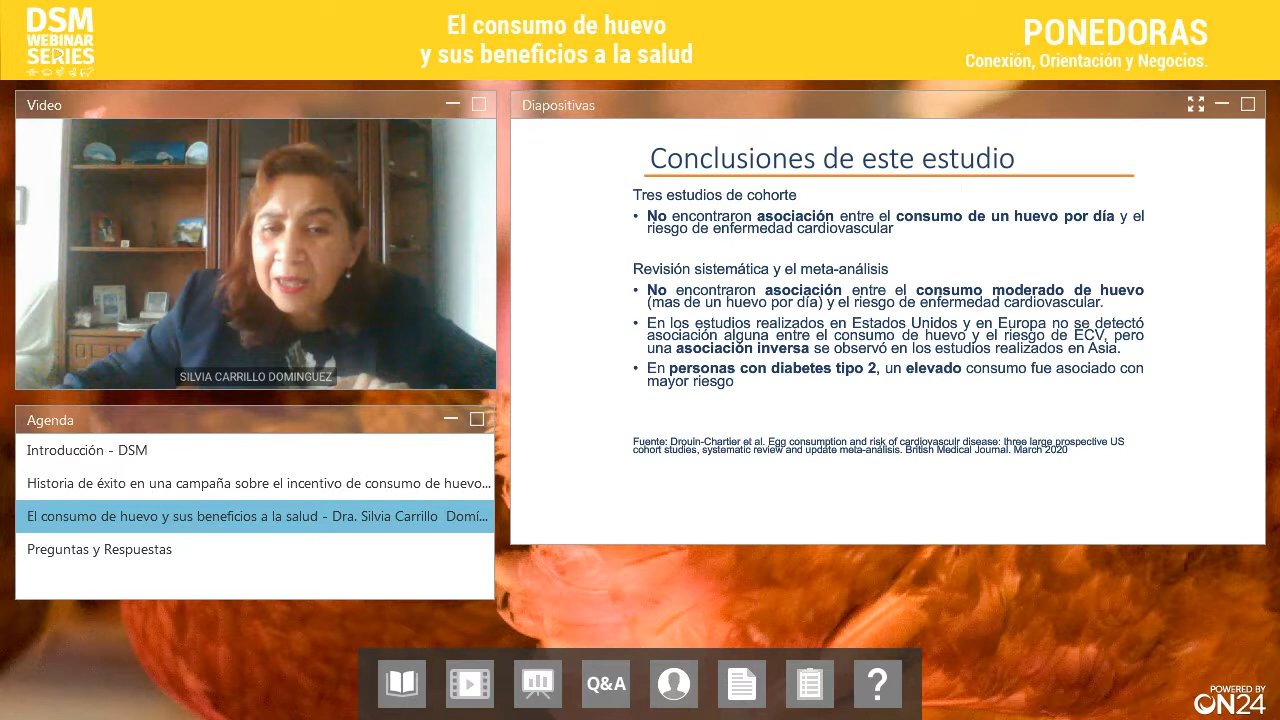 DSM
WEBINAR
SERIES
El consumo de huevo
y sus beneficios a la salud
PONEDORAS
Conexión, Orientación y Negocios.
Video
SILVIA CARRILLO DOMINGUEZ
Agenda
Introducción - DSM
Historia de éxito en una campaña sobre el incentivo de consumo de huevo...
El consumo de huevo y sus beneficios a la salud - Dra. Silvia Carrillo Domí...
Preguntas y Respuestas
Diapositivas
Conclusiones de este estudio
Tres estudios de cohorte
• No encontraron asociación entre el consumo de un huevo por día y el
riesgo de enfermedad cardiovascular
Revisión sistemática y el meta-análisis
• No encontraron asociación entre el consumo moderado de huevo
(mas de un huevo por día) y el riesgo de enfermedad cardiovascular.
• En los estudios realizados en Estados Unidos y en Europa no se detectó
asociación alguna entre el consumo de huevo y el riesgo de ECV, pero
una asociación inversa se observó en los estudios realizados en Asia.
• En personas con diabetes tipo 2, un elevado consumo fue asociado con
mayor riesgo
Fuente: Drouin-Chartier et al. Egg consumption and risk of cardiovasculr disease: three large prospective US
cohort studies, systematic review and update meta-análisis. British Medical Journal. March 2020
Q&A
?
POWERED BY
ON24